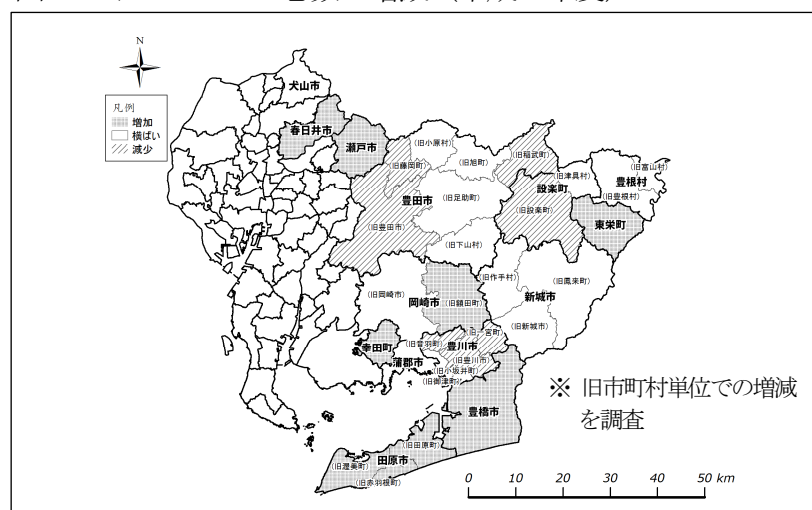 N
犬山市
凡例
増加
横ばい
減少
春日井市
瀬戸市
(旧小原村)
(旧旭町)
(旧稲武町)
(旧藤岡町)
(旧津具村)
(旧富山村)
豊根村
設楽町
(旧豊根村)
豊田市
(旧足助町)
(旧設楽町)
東栄町
(旧豊田市)
(旧下山村)
(旧作手村)
(旧鳳来町)
(旧岡崎市)
岡崎市
(旧額田町)
新城市
(旧新城市)
(旧一宮町)
幸田町
(旧音羽町)
豊川市
蒲郡市
(旧豊川市)
(旧小坂井町)
(旧御津町)
※ 旧市町村単位での増減
を調査
豊橋市
(旧田原町)
田原市
(旧渥美町)
(旧赤羽根町)
0 10 20 30 40 50 km